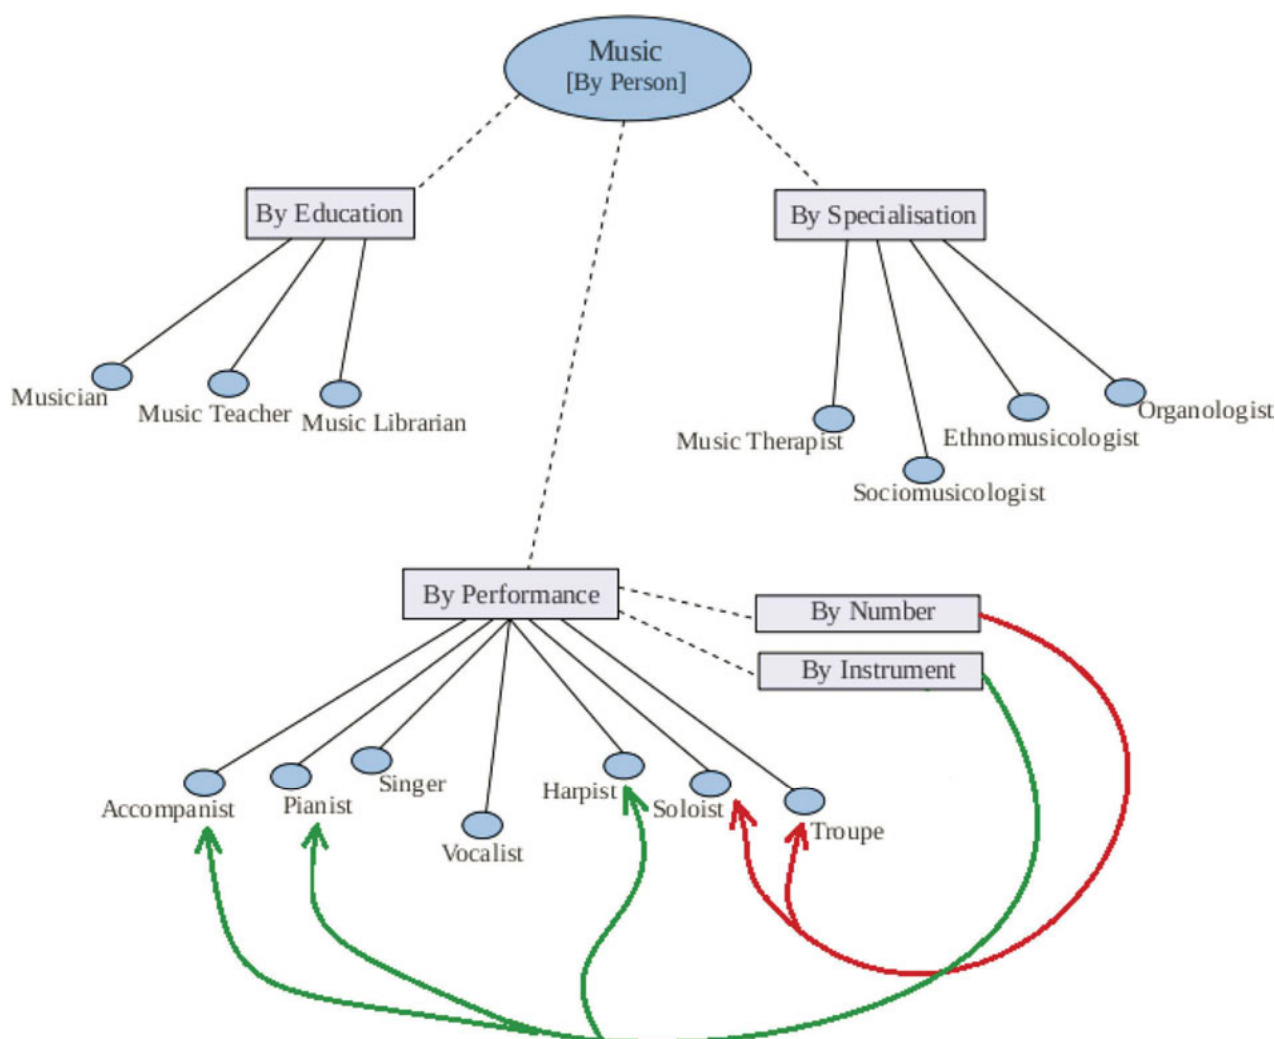 Music
[By Person]
By Education
By Specialisation
Musician
Music Teacher
Music Librarian
Music Therapist
Sociomusicologist
Ethnomusicologist
Organologist
By Performance
By Number
By Instrument
Accompanist
Pianist
Singer
Vocalist
Harpist
Soloist
Troupe